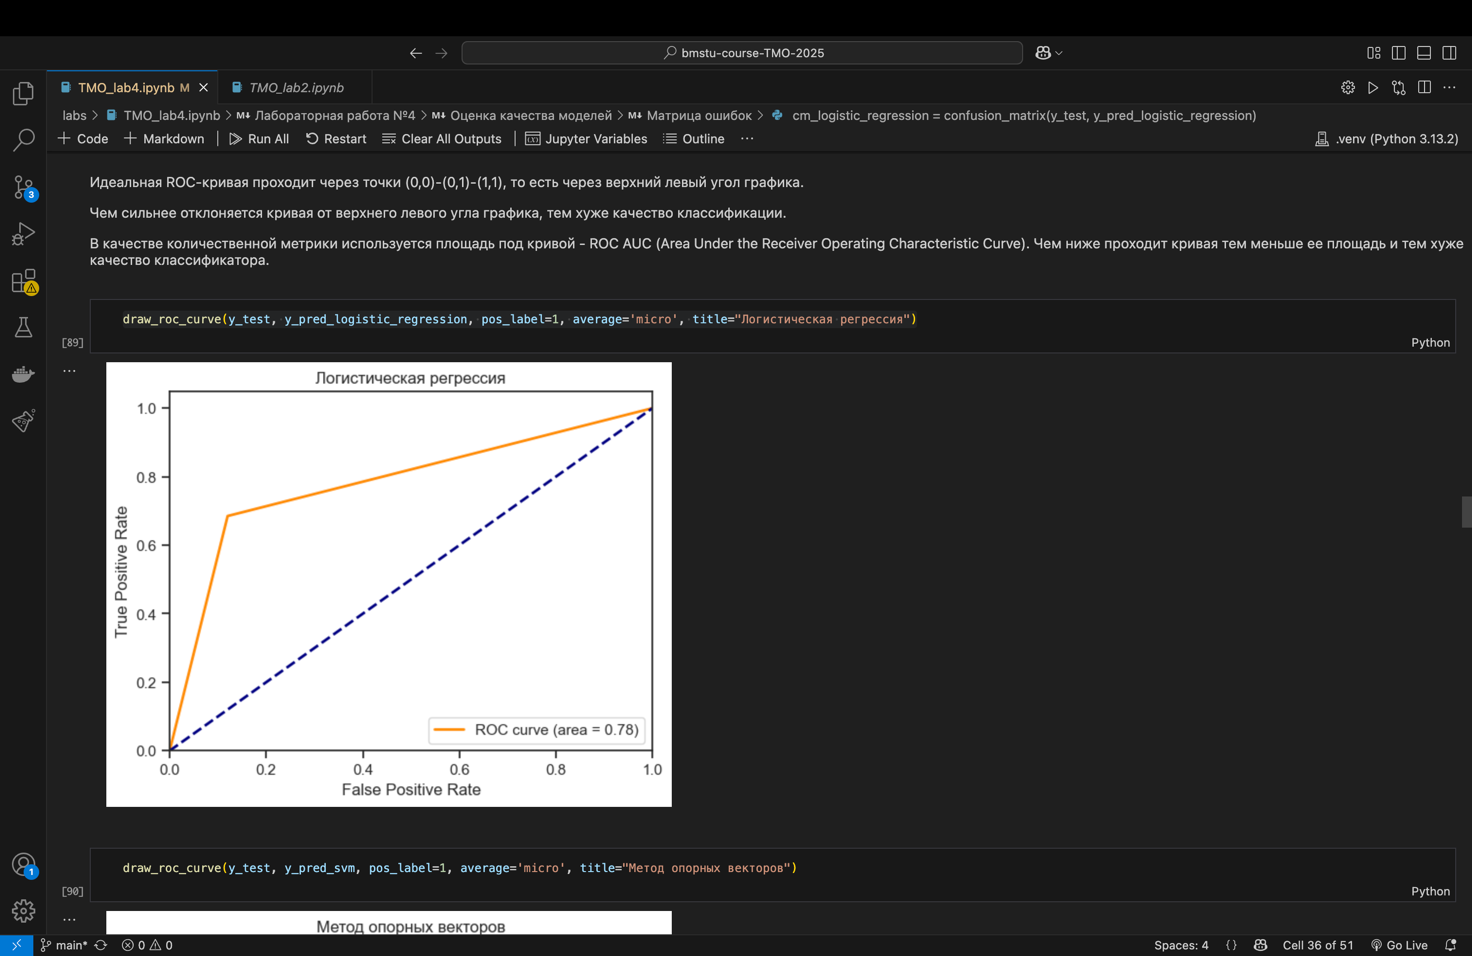 bmstu-course-TMO-2025
TMO_lab4.ipynb M
TMO_lab2.ipynb
labs > TMO_lab4.ipynb > M↓ Лабораторная работа №4 > M↓ Оценка качества моделей > M↓ Матрица ошибок > cm_logistic_regression = confusion_matrix(y_test, y_pred_logistic_regression)
+ Code + Markdown | Run All Restart Clear All Outputs | Jupyter Variables Outline ···
.venv (Python 3.13.2)
3
Идеальная ROC-кривая проходит через точки (0,0)-(0,1)-(1,1), то есть через верхний левый угол графика.
Чем сильнее отклоняется кривая от верхнего левого угла графика, тем хуже качество классификации.
В качестве количественной метрики используется площадь под кривой - ROC AUC (Area Under the Receiver Operating Characteristic Curve). Чем ниже проходит кривая тем меньше ее площадь и тем хуже
качество классификатора.
draw_roc_curve(y_test, y_pred_logistic_regression, pos_label=1, average='micro', title="Логистическая регрессия")
[89]
Python
Логистическая регрессия
1.0
0.8
0.6
0.4
0.2
0.0
True Positive Rate
ROC curve (area = 0.78)
0.0 0.2 0.4 0.6 0.8 1.0
False Positive Rate
draw_roc_curve(y_test, y_pred_svm, pos_label=1, average='micro', title="Метод опорных векторов")
[90]
Python
Метод опорных векторов
1
main* 0 0
Spaces: 4 {} Cell 36 of 51 Go Live